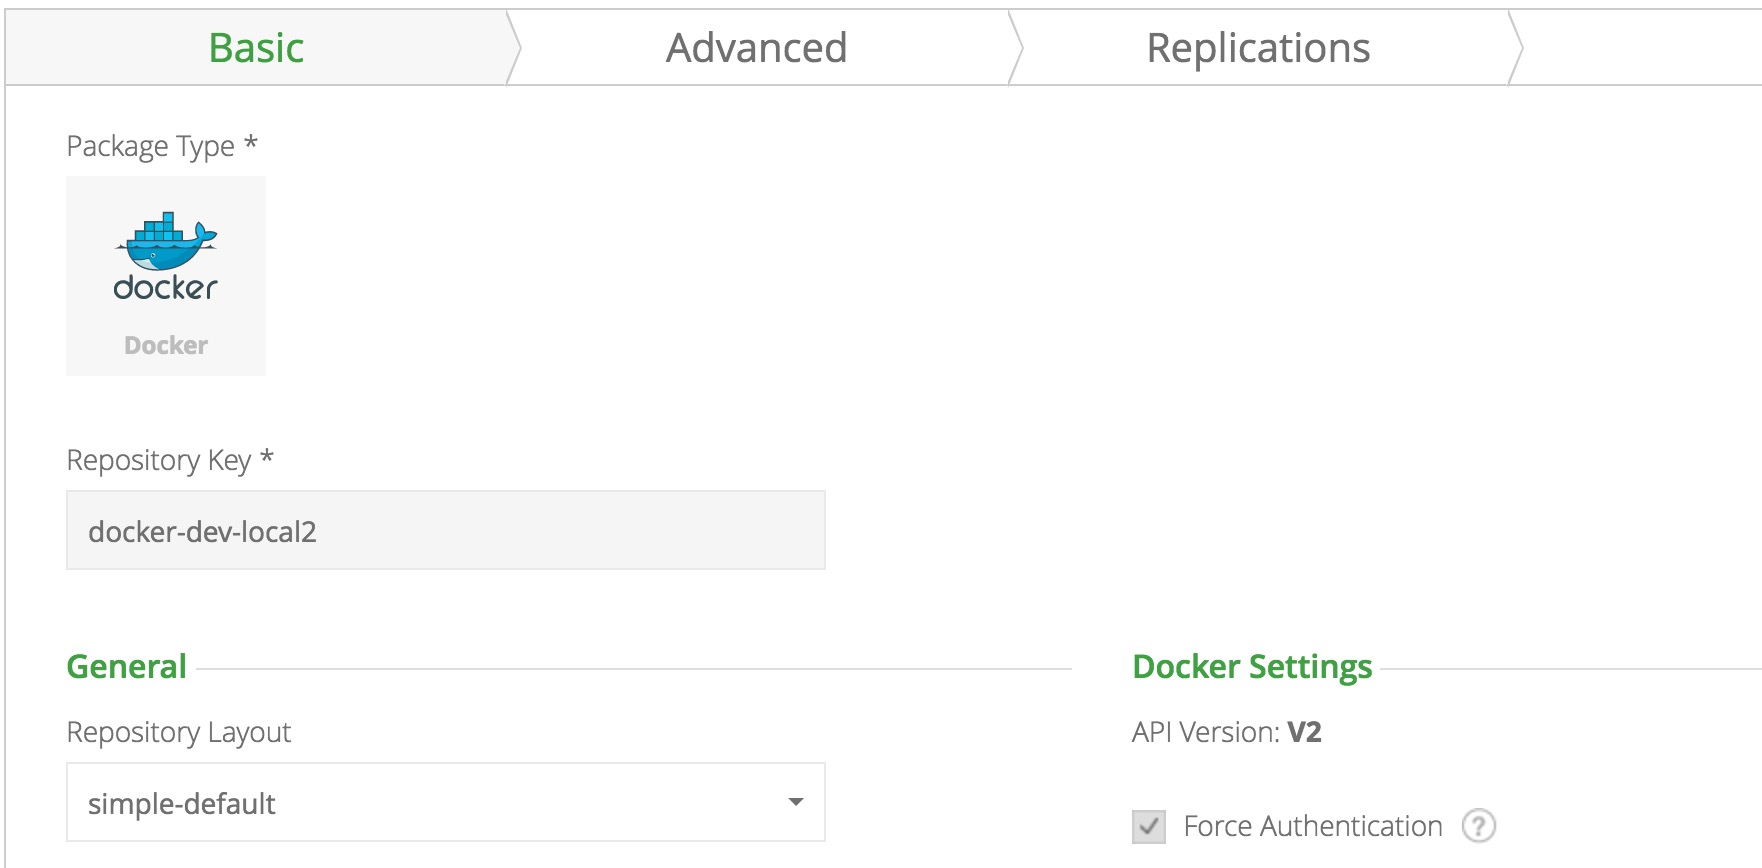 Basic
Advanced
Replications
Package Type *
docker
Docker
Repository Key *
docker-dev-local2
General
Docker Settings
Repository Layout
API Version: V2
simple-default
Force Authentication ?